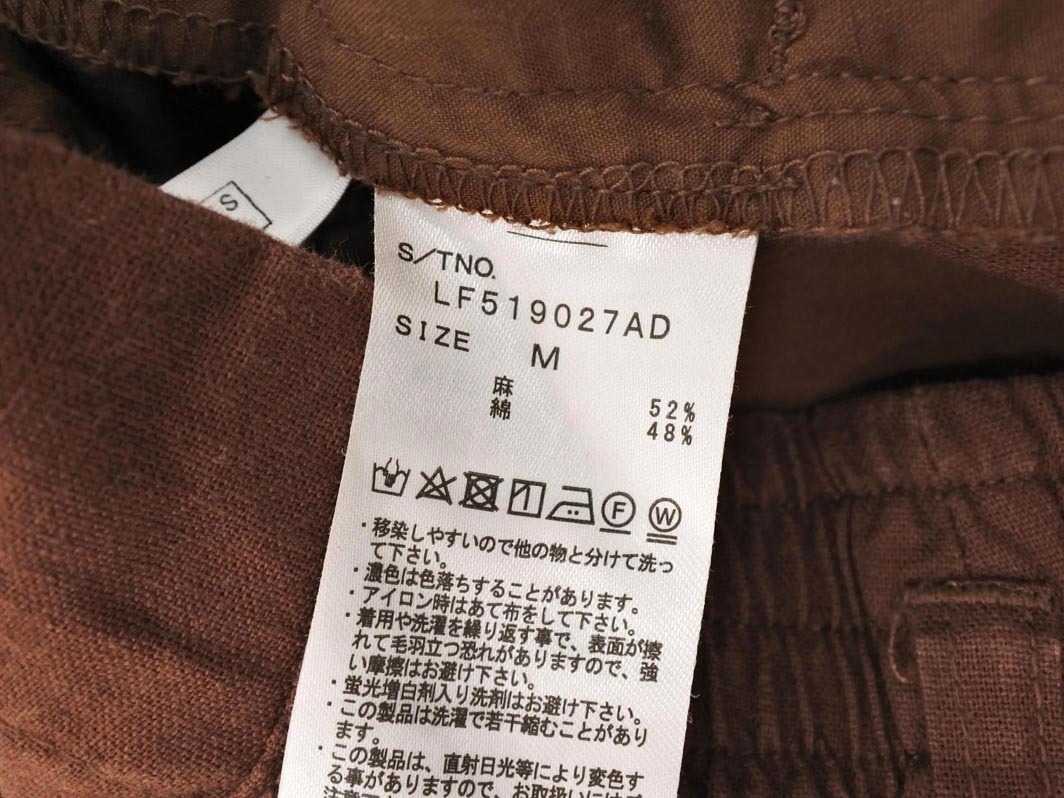 S
S/TNO.
LF519027AD
SIZE M
麻 52%
綿 48%
F W
・移染しやすいので他の物と分けて洗っ
て下さい。
・濃色は色落ちすることがあります。
・アイロン時はあて布をして下さい。
・着用や洗濯を繰り返す事で、表面が擦
れて毛羽立つ恐れがありますので、強
い摩擦はお避け下さい。
・蛍光増白剤入り洗剤はお避け下さい。
・この製品は洗濯で若干縮むことがあり
ます。
・この製品は、直射日光等により変色す
る事がありますので、お取扱いには